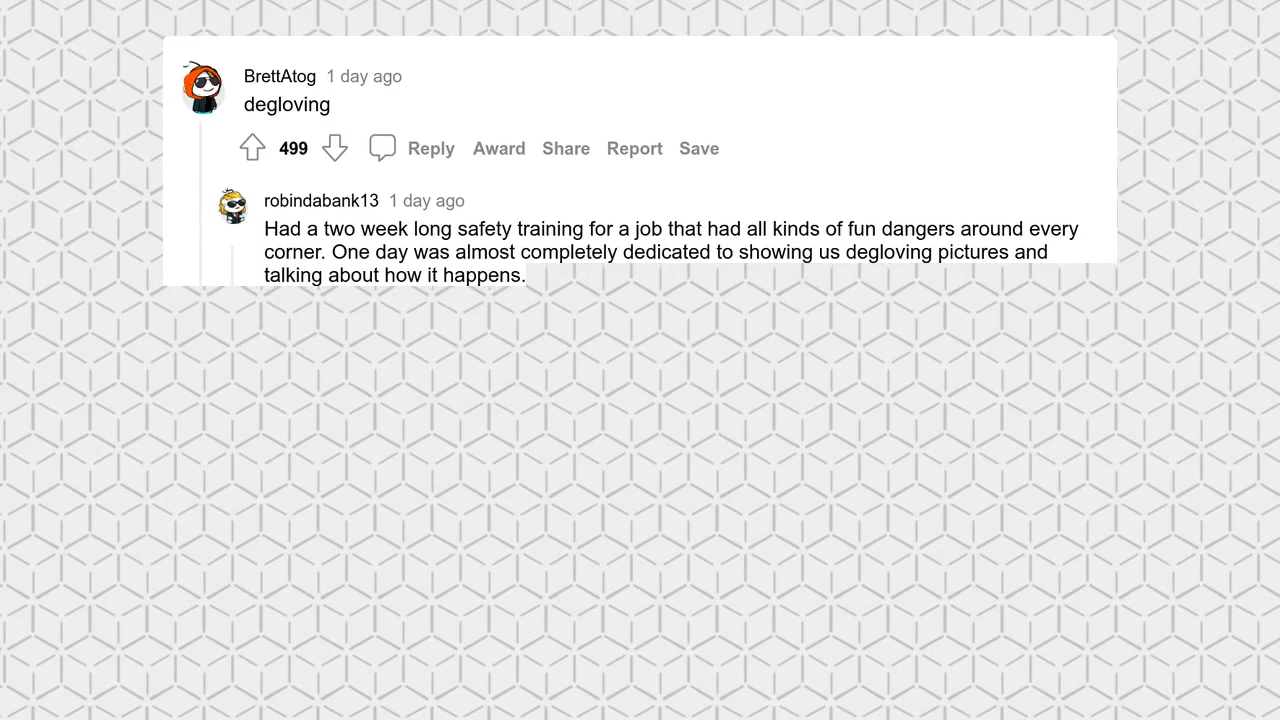 BrettAtog 1 day ago
degloving
499 Reply Award Share Report Save
robindabank13 1 day ago
Had a two week long safety training for a job that had all kinds of fun dangers around every
corner. One day was almost completely dedicated to showing us degloving pictures and
talking about how it happens.